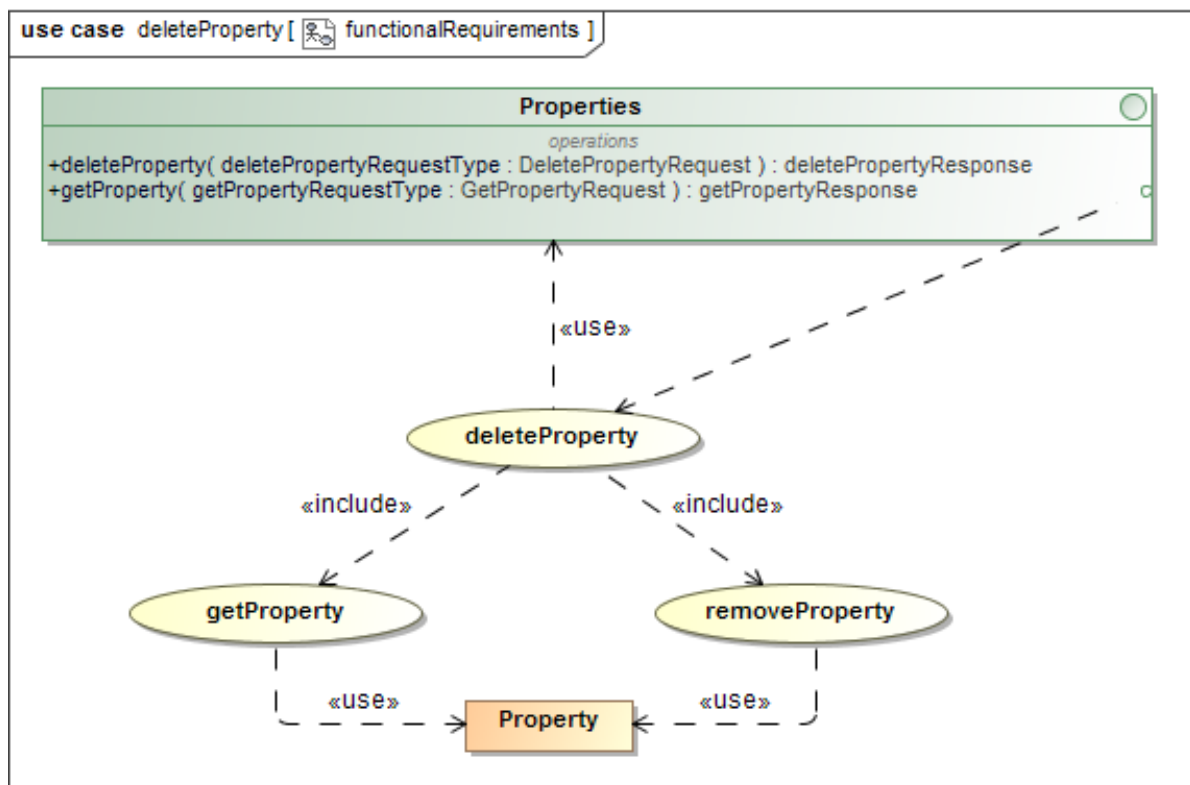 use case deleteProperty [ functionalRequirements ]
Properties
operations
+deleteProperty( deletePropertyRequestType : DeletePropertyRequest ) : deletePropertyResponse
+getProperty( getPropertyRequestType : GetPropertyRequest ) : getPropertyResponse
c
«use»
deleteProperty
«include» «include»
getProperty removeProperty
«use» «use»
Property